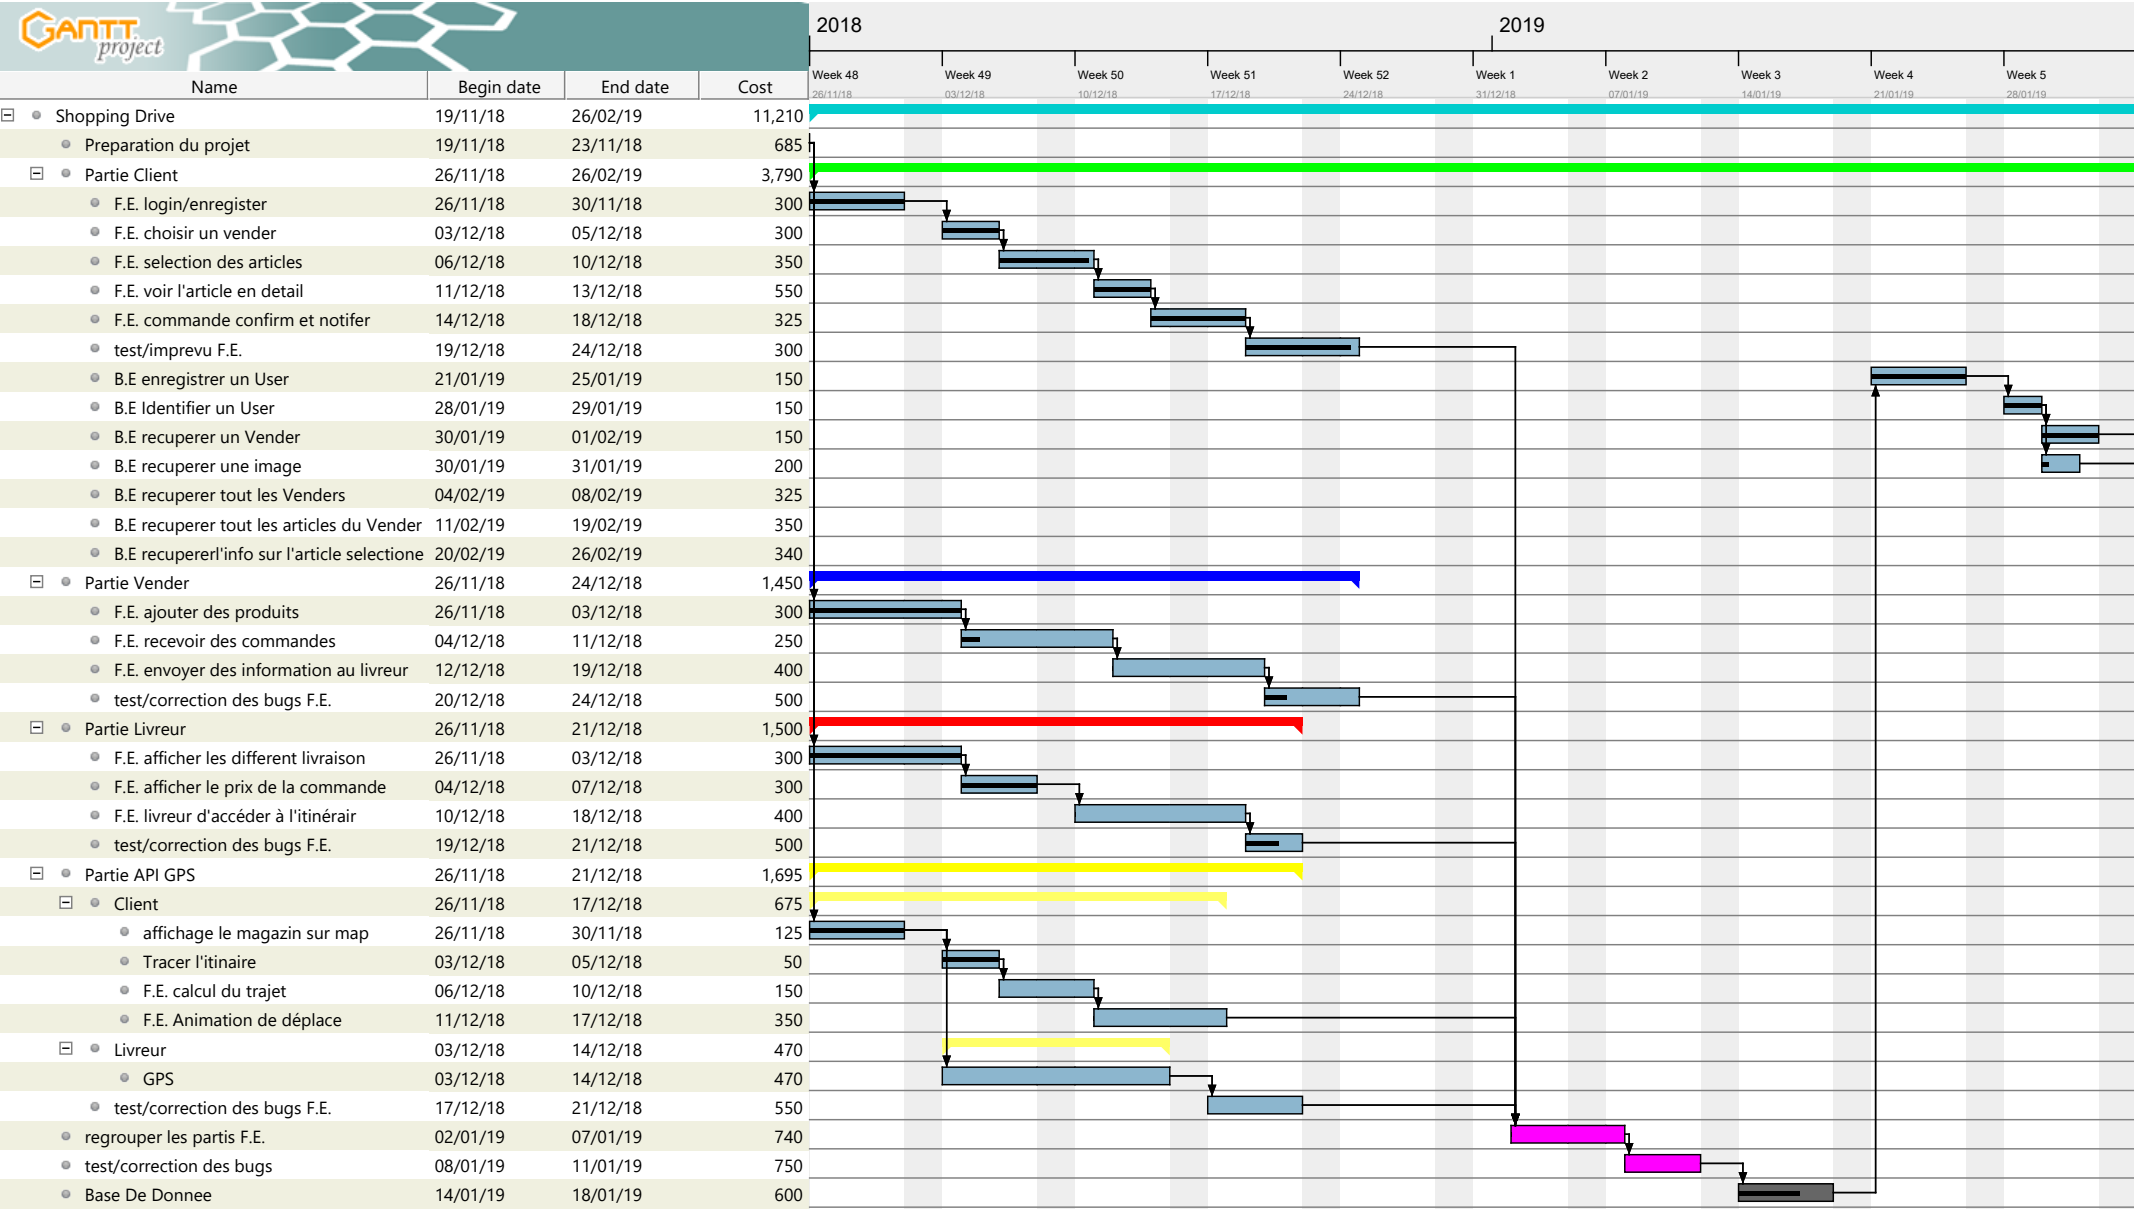 GANTT
project
2018 2019
Week 48 Week 49 Week 50 Week 51 Week 52 Week 1 Week 2 Week 3 Week 4 Week 5
26/11/18 03/12/18 10/12/18 17/12/18 24/12/18 31/12/18 07/01/19 14/01/19 21/01/19 28/01/19
Name Begin date End date Cost
Shopping Drive 19/11/18 26/02/19 11,210
Preparation du projet 19/11/18 23/11/18 685
Partie Client 26/11/18 26/02/19 3,790
F.E. login/enregister 26/11/18 30/11/18 300
F.E. choisir un vender 03/12/18 05/12/18 300
F.E. selection des articles 06/12/18 10/12/18 350
F.E. voir l'article en detail 11/12/18 13/12/18 550
F.E. commande confirm et notifer 14/12/18 18/12/18 325
test/imprevu F.E. 19/12/18 24/12/18 300
B.E enregistrer un User 21/01/19 25/01/19 150
B.E Identifier un User 28/01/19 29/01/19 150
B.E recuperer un Vender 30/01/19 01/02/19 150
B.E recuperer une image 30/01/19 31/01/19 200
B.E recuperer tout les Venders 04/02/19 08/02/19 325
B.E recuperer tout les articles du Vender 11/02/19 19/02/19 350
B.E recupererl'info sur l'article selectione 20/02/19 26/02/19 340
Partie Vender 26/11/18 24/12/18 1,450
F.E. ajouter des produits 26/11/18 03/12/18 300
F.E. recevoir des commandes 04/12/18 11/12/18 250
F.E. envoyer des information au livreur 12/12/18 19/12/18 400
test/correction des bugs F.E. 20/12/18 24/12/18 500
Partie Livreur 26/11/18 21/12/18 1,500
F.E. afficher les different livraison 26/11/18 03/12/18 300
F.E. afficher le prix de la commande 04/12/18 07/12/18 300
F.E. livreur d'accéder à l'itinérair 10/12/18 18/12/18 400
test/correction des bugs F.E. 19/12/18 21/12/18 500
Partie API GPS 26/11/18 21/12/18 1,695
Client 26/11/18 17/12/18 675
affichage le magazin sur map 26/11/18 30/11/18 125
Tracer l'itinaire 03/12/18 05/12/18 50
F.E. calcul du trajet 06/12/18 10/12/18 150
F.E. Animation de déplace 11/12/18 17/12/18 350
Livreur 03/12/18 14/12/18 470
GPS 03/12/18 14/12/18 470
test/correction des bugs F.E. 17/12/18 21/12/18 550
regrouper les partis F.E. 02/01/19 07/01/19 740
test/correction des bugs 08/01/19 11/01/19 750
Base De Donnee 14/01/19 18/01/19 600